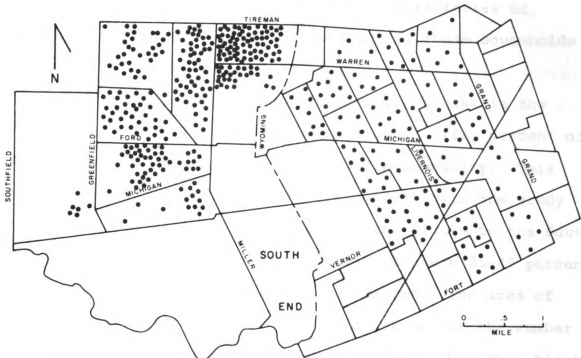 TIREMAN
WARREN
N
GRAND
WYOMING
FORD
MICHIGAN
LIVERNOIS
GRAND
SOUTHFIELD
GREENFIELD
MICHIGAN
MILLER
SOUTH
END
VERNOR
FORT
0 .5
MILE